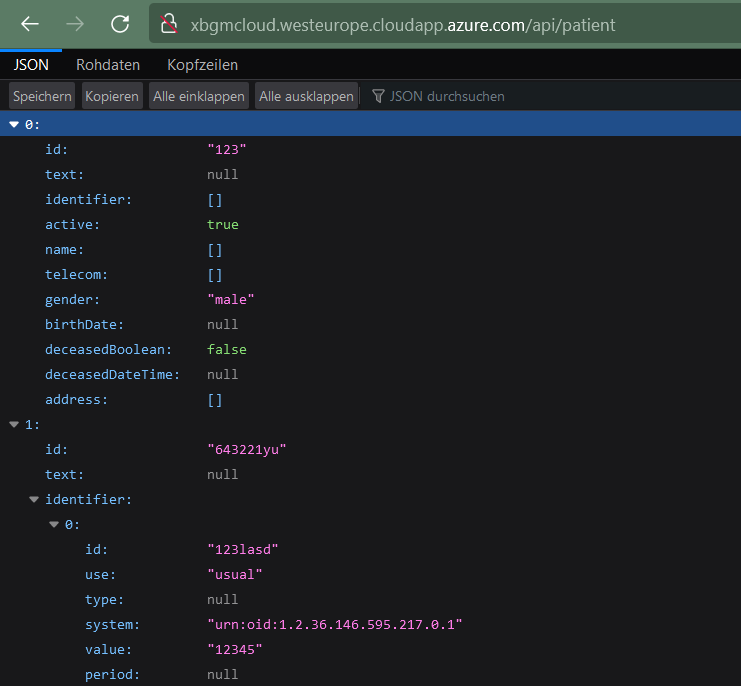 xbgmcloud.westeurope.cloudapp.azure.com/api/patient
JSON Rohdaten Kopfzeilen
Speichern Kopieren Alle einklappen Alle ausklappen JSON durchsuchen
0:
id: "123"
text: null
identifier: []
active: true
name: []
telecom: []
gender: "male"
birthDate: null
deceasedBoolean: false
deceasedDateTime: null
address: []
1:
id: "643221yu"
text: null
identifier:
0:
id: "123lasd"
use: "usual"
type: null
system: "urn:oid:1.2.36.146.595.217.0.1"
value: "12345"
period: null